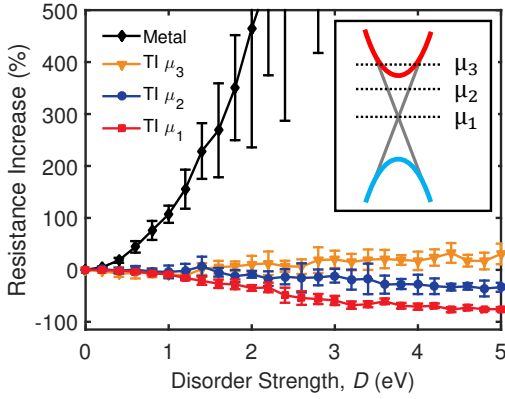 Metal
TI μ3
TI μ2
TI μ1
μ3
μ2
μ1
500
400
300
200
100
0
-100
Resistance Increase (%)
0 1 2 3 4 5
Disorder Strength, D (eV)